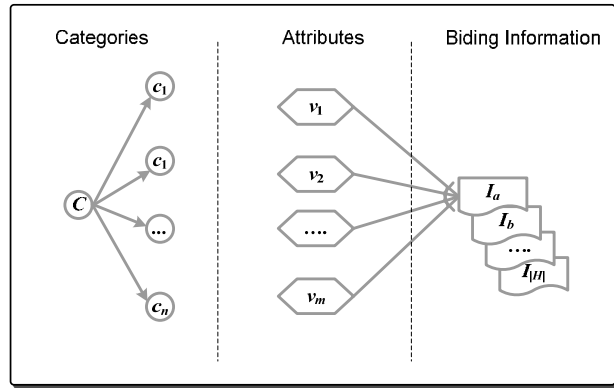 Categories
Attributes
Biding Information
c1
c1
C
...
cn
v1
v2
....
vm
Ia
Ib
....
I|H|